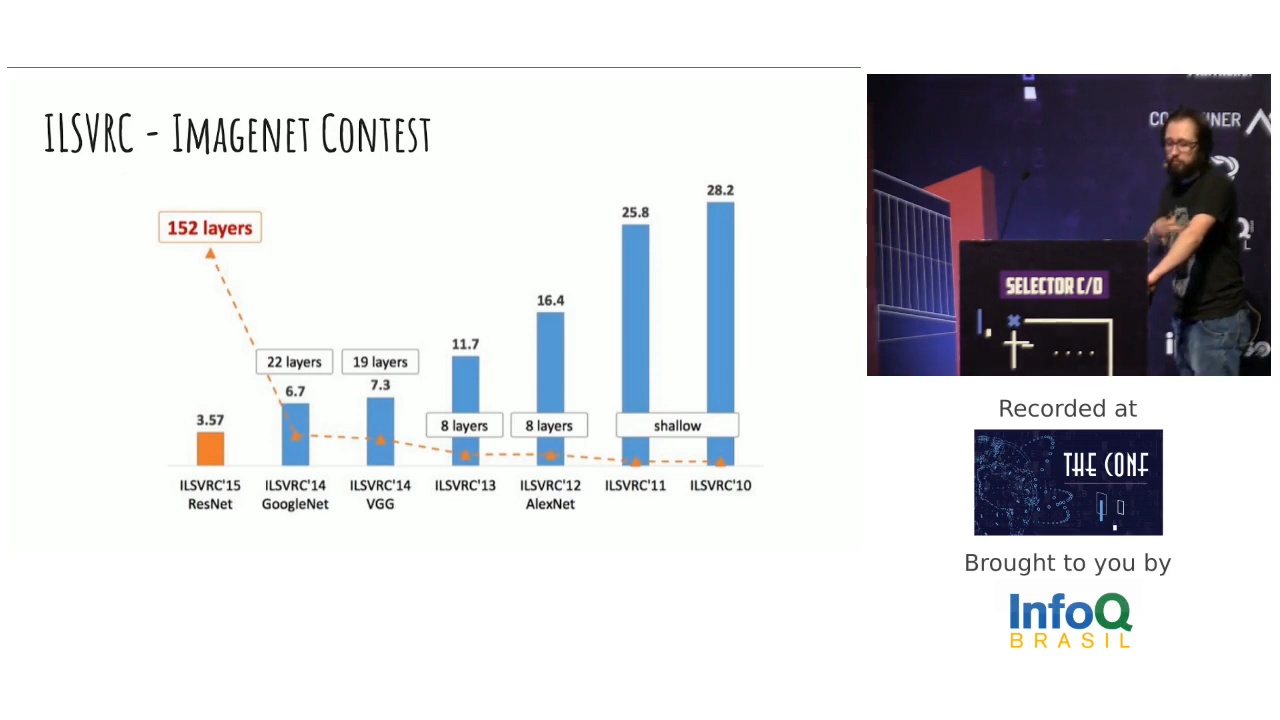 ILSVRC - IMAGENET CONTEST
28.2
25.8
152 layers
16.4
11.7
22 layers
19 layers
6.7
7.3
3.57
8 layers
8 layers
shallow
ILSVRC'15
ResNet
ILSVRC'14
GoogleNet
ILSVRC'14
VGG
ILSVRC'13
ILSVRC'12
AlexNet
ILSVRC'11
ILSVRC'10
SELECTOR C/D
Recorded at
THE CONF
Brought to you by
InfoQ
BRASIL